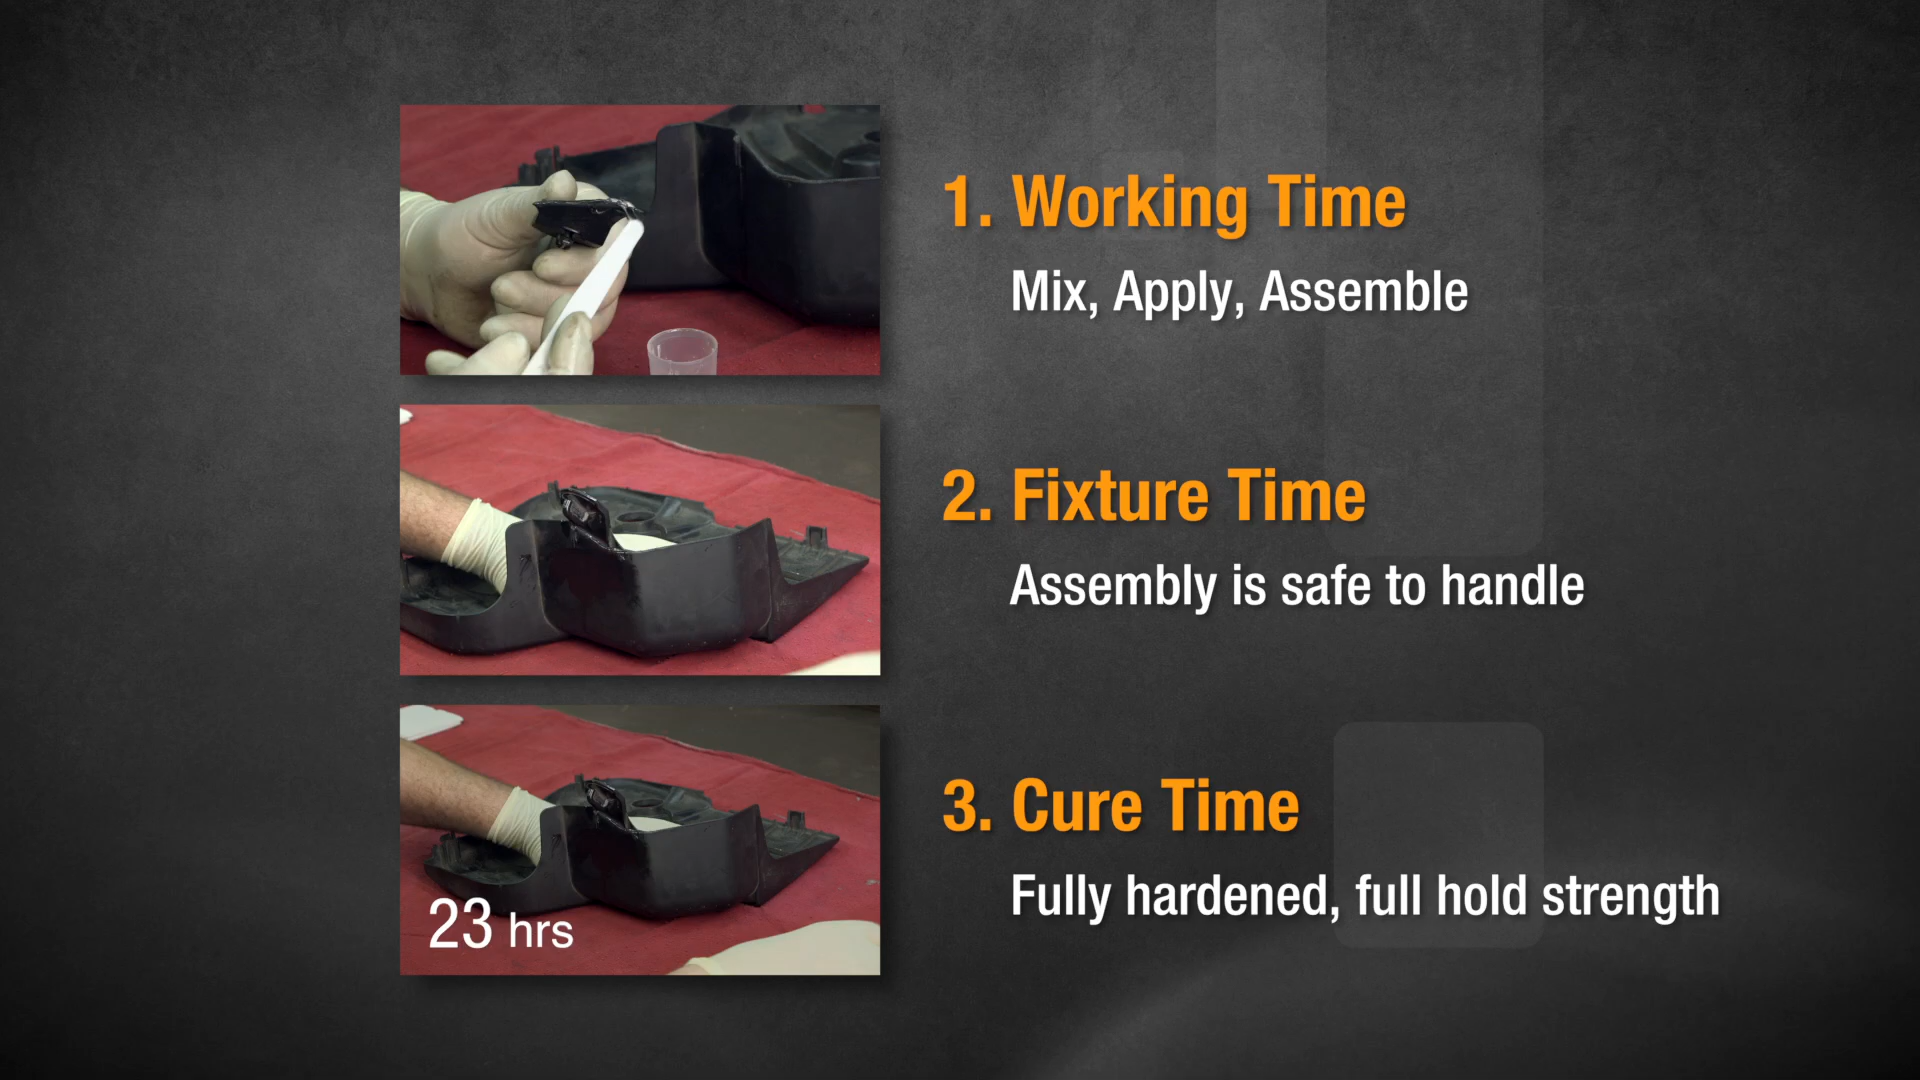 1. Working Time
Mix, Apply, Assemble
2. Fixture Time
Assembly is safe to handle
3. Cure Time
Fully hardened, full hold strength
23 hrs